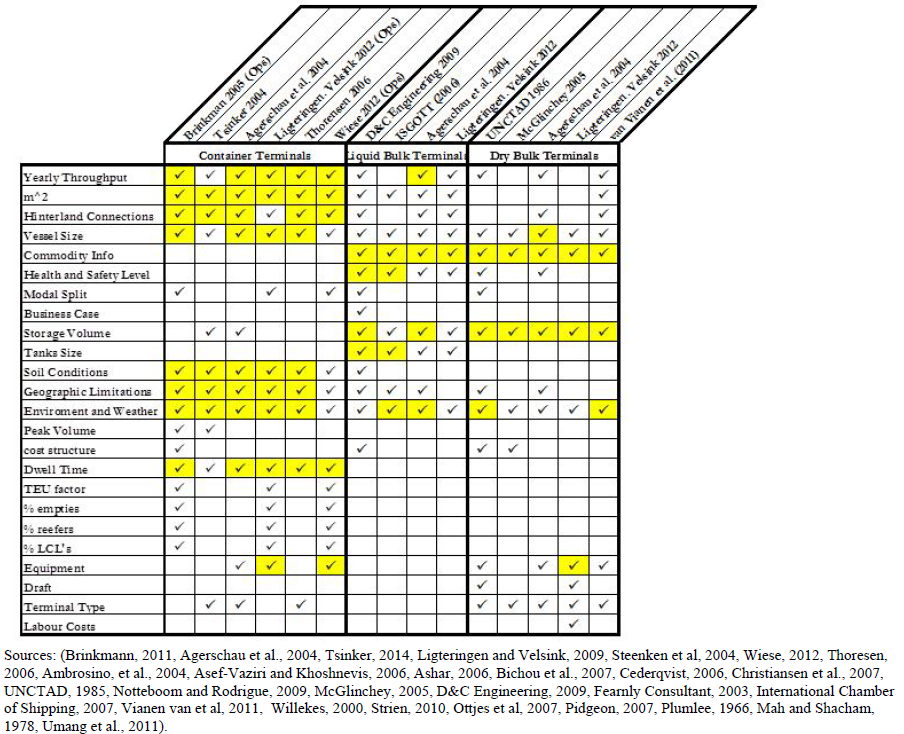 Brinkman 2005 (Ops)
Tsinker 2004
Agerschau et al. 2004
Ligteringen. Velsink 2012 (Ops)
Thorensen 2006
Wiese 2012 (Ops)
D&C Engineering 2009
ISGOTT (2006)
Agerschau et al. 2004
Ligteringen. Velsink 2012
UNCTAD 1986
McGlinchey 2005
Agerschau et al. 2004
Ligteringen. Velsink 2012
van Vianen et al. (2011)
Container Terminals
Liquid Bulk Terminals
Dry Bulk Terminals
Yearly Throughput ✓ ✓ ✓ ✓ ✓ ✓ ✓ ✓ ✓ ✓ ✓ ✓
m^2 ✓ ✓ ✓ ✓ ✓ ✓ ✓ ✓ ✓ ✓ ✓
Hinterland Connections ✓ ✓ ✓ ✓ ✓ ✓ ✓ ✓ ✓ ✓ ✓
Vessel Size ✓ ✓ ✓ ✓ ✓ ✓ ✓ ✓ ✓ ✓ ✓ ✓ ✓ ✓ ✓
Commodity Info ✓ ✓ ✓ ✓ ✓ ✓ ✓ ✓ ✓
Health and Safety Level ✓ ✓ ✓ ✓ ✓ ✓
Modal Split ✓ ✓ ✓ ✓ ✓
Business Case ✓
Storage Volume ✓ ✓ ✓ ✓ ✓ ✓ ✓ ✓ ✓ ✓ ✓
Tanks Size ✓ ✓ ✓ ✓
Soil Conditions ✓ ✓ ✓ ✓ ✓ ✓ ✓
Geographic Limitations ✓ ✓ ✓ ✓ ✓ ✓ ✓ ✓ ✓ ✓ ✓
Enviroment and Weather ✓ ✓ ✓ ✓ ✓ ✓ ✓ ✓ ✓ ✓ ✓ ✓ ✓ ✓ ✓
Peak Volume ✓ ✓
cost structure ✓ ✓ ✓ ✓
Dwell Time ✓ ✓ ✓ ✓ ✓ ✓
TEU factor ✓ ✓ ✓
% empties ✓ ✓ ✓
% reefers ✓ ✓ ✓
% LCL's ✓ ✓ ✓
Equipment ✓ ✓ ✓ ✓ ✓ ✓ ✓
Draft ✓ ✓
Terminal Type ✓ ✓ ✓ ✓ ✓ ✓ ✓ ✓
Labour Costs ✓
Sources: (Brinkmann, 2011, Agerschau et al., 2004, Tsinker, 2014, Ligteringen and Velsink, 2009, Steenken et al, 2004, Wiese, 2012, Thoresen,
2006, Ambrosino, et al., 2004, Asef-Vaziri and Khoshnevis, 2006, Ashar, 2006, Bichou et al., 2007, Cederqvist, 2006, Christiansen et al., 2007,
UNCTAD, 1985, Notteboom and Rodrigue, 2009, McGlinchey, 2005, D&C Engineering, 2009, Fearnly Consultant, 2003, International Chamber
of Shipping, 2007, Vianen van et al, 2011, Willekes, 2000, Strien, 2010, Ottjes et al, 2007, Pidgeon, 2007, Plumlee, 1966, Mah and Shacham,
1978, Umang et al., 2011).